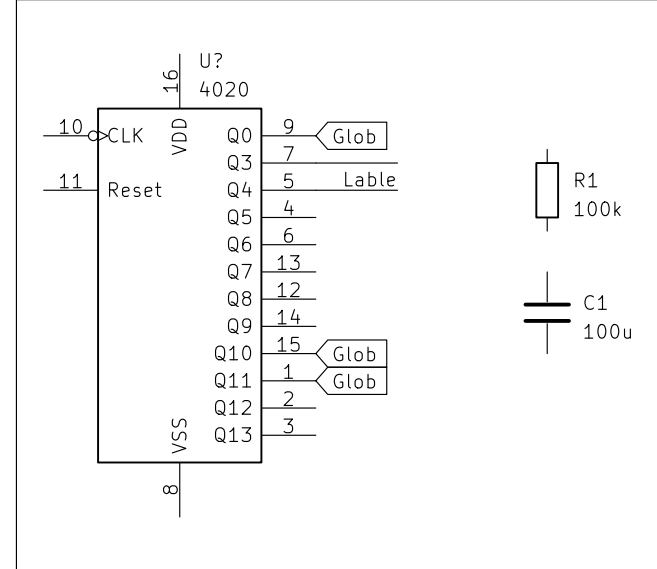 U?
4020
16
VDD
10 CLK
11 Reset
Q0 9 Glob
Q3 7
Q4 5 Lable
Q5 4
Q6 6
Q7 13
Q8 12
Q9 14
Q10 15 Glob
Q11 1 Glob
Q12 2
Q13 3
VSS
8
R1
100k
C1
100u